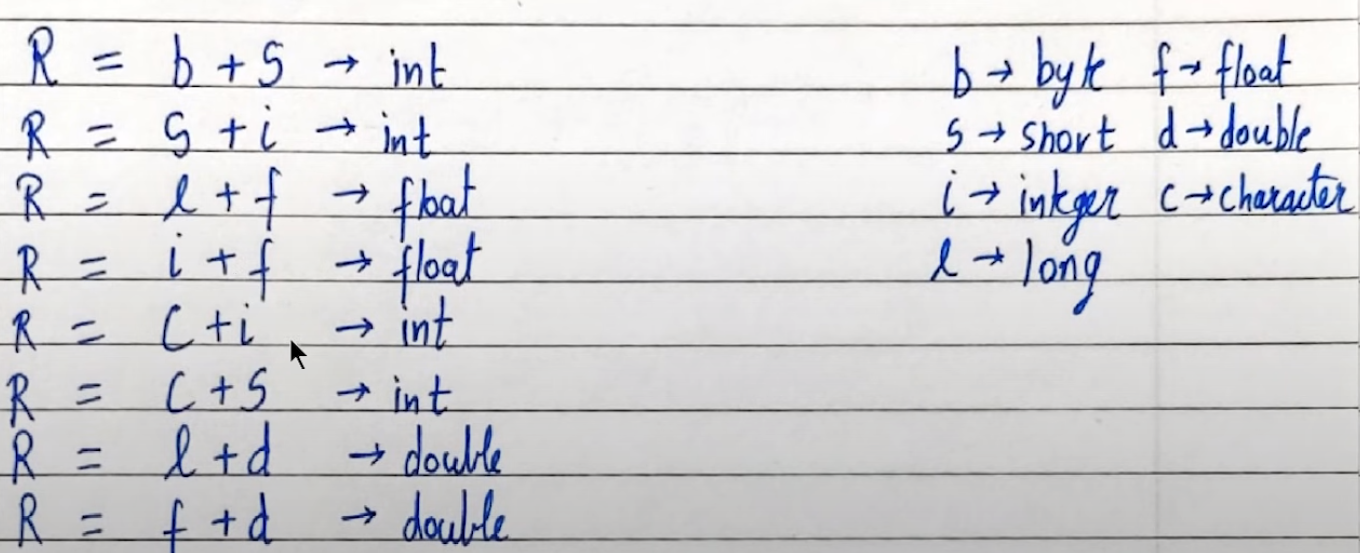 R = b + s → int
R = s + i → int
R = l + f → float
R = i + f → float
R = c + i → int
R = c + s → int
R = l + d → double
R = f + d → double
b → byte f → float
s → short d → double
i → integer c → character
l → long